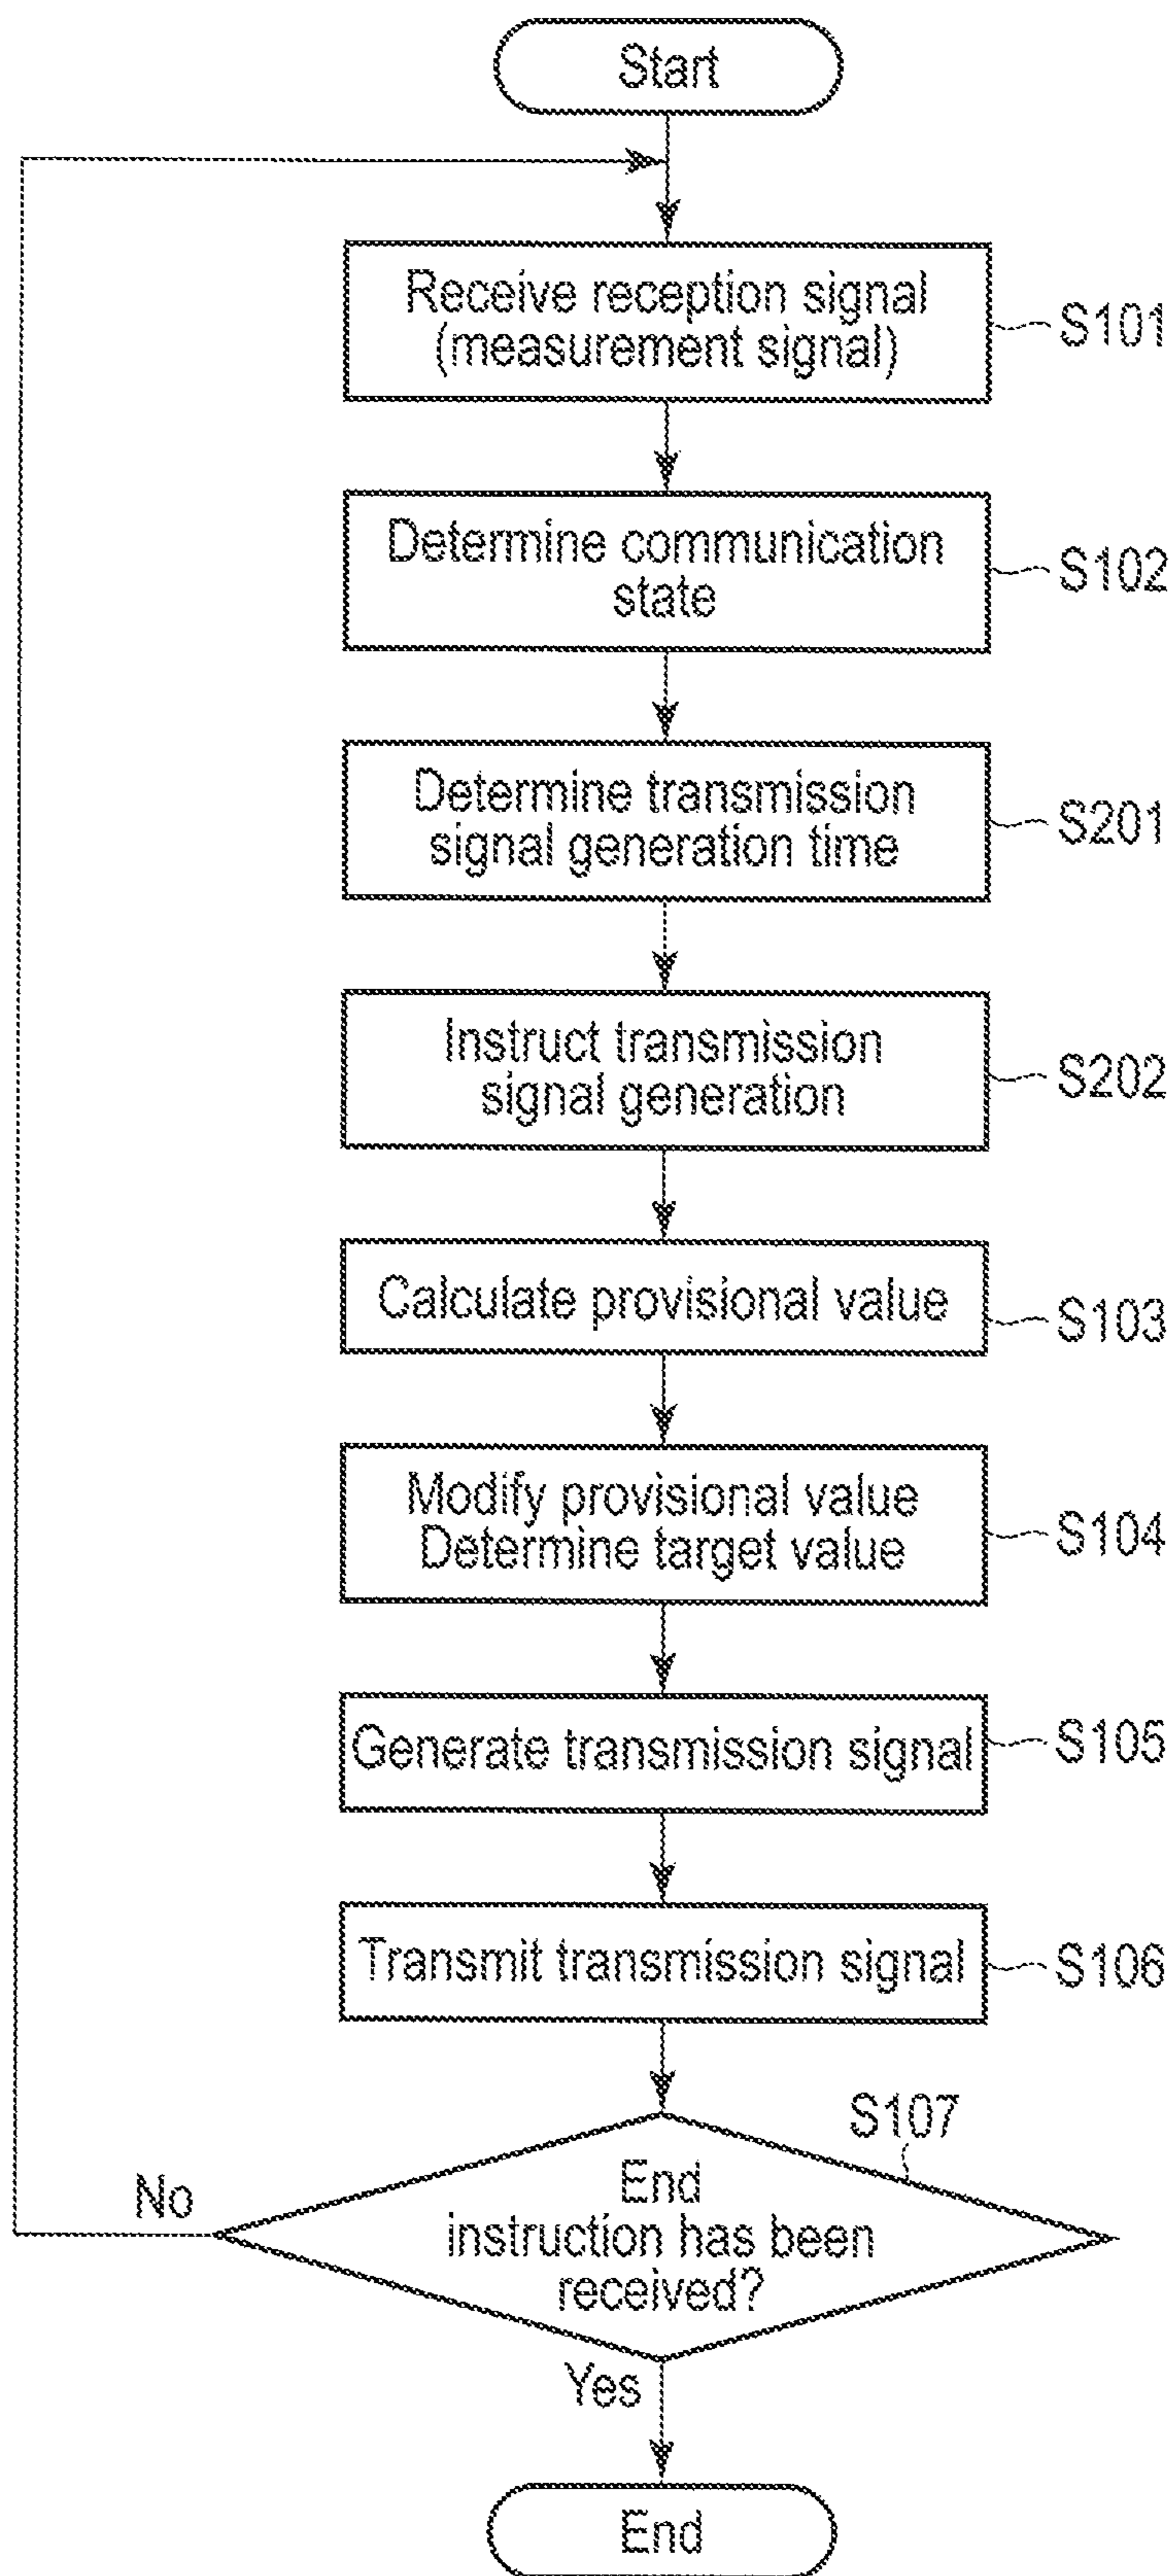 Start
Receive reception signal
(measurement signal)
S101
Determine communication
state
S102
Determine transmission
signal generation time
S201
Instruct transmission
signal generation
S202
Calculate provisional value
S103
Modify provisional value
Determine target value
S104
Generate transmission signal
S105
Transmit transmission signal
S106
S107
End
instruction has been
received?
No
Yes
End